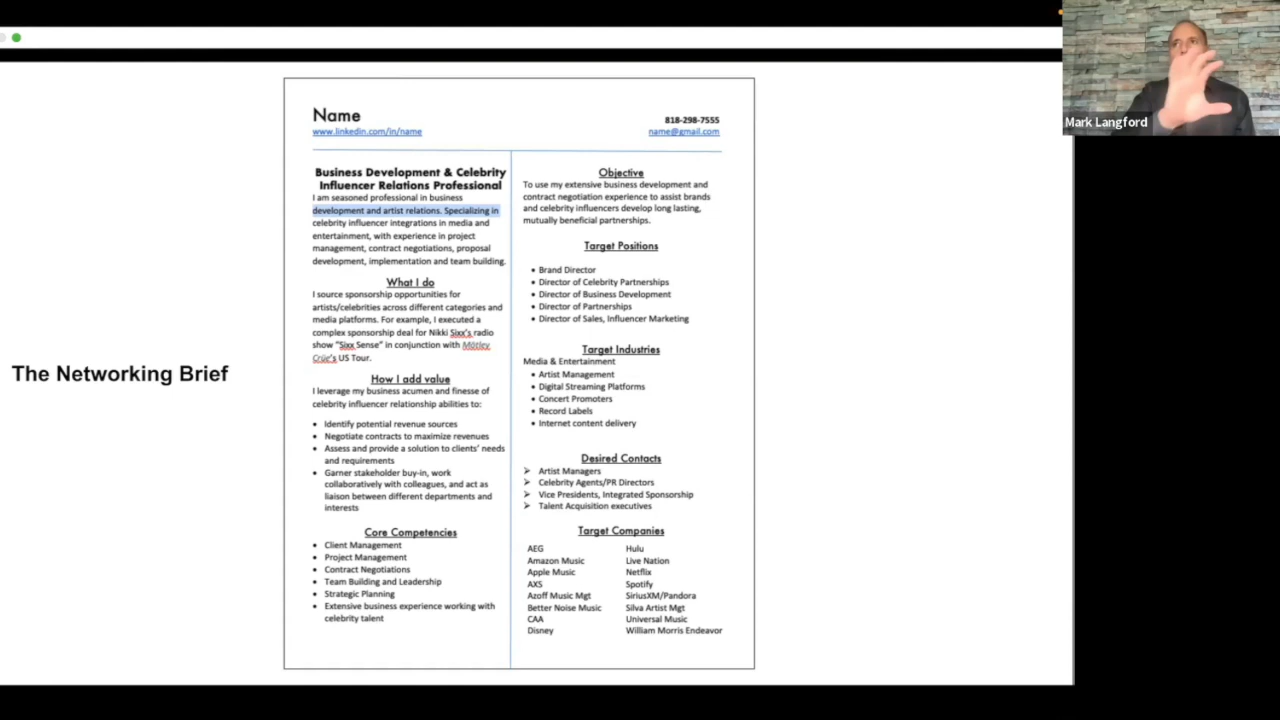 Mark Langford
The Networking Brief
Name
www.linkedin.com/in/name
818-298-7555
name@gmail.com
Business Development & Celebrity
Influencer Relations Professional
I am seasoned professional in business
development and artist relations. Specializing in
celebrity influencer integrations in media and
entertainment, with experience in project
management, contract negotiations, proposal
development, implementation and team building.
What I do
I source sponsorship opportunities for
artists/celebrities across different categories and
media platforms. For example, I executed a
complex sponsorship deal for Nikki Sixx's radio
show "Sixx Sense" in conjunction with Mötley
Crüe's US Tour.
How I add value
I leverage my business acumen and finesse of
celebrity influencer relationship abilities to:
• Identify potential revenue sources
• Negotiate contracts to maximize revenues
• Assess and provide a solution to clients' needs
and requirements
• Garner stakeholder buy-in, work
collaboratively with colleagues, and act as
liaison between different departments and
interests
Core Competencies
• Client Management
• Project Management
• Contract Negotiations
• Team Building and Leadership
• Strategic Planning
• Extensive business experience working with
celebrity talent
Objective
To use my extensive business development and
contract negotiation experience to assist brands
and celebrity influencers develop long lasting,
mutually beneficial partnerships.
Target Positions
• Brand Director
• Director of Celebrity Partnerships
• Director of Business Development
• Director of Partnerships
• Director of Sales, Influencer Marketing
Target Industries
Media & Entertainment
• Artist Management
• Digital Streaming Platforms
• Concert Promoters
• Record Labels
• Internet content delivery
Desired Contacts
➢ Artist Managers
➢ Celebrity Agents/PR Directors
➢ Vice Presidents, Integrated Sponsorship
➢ Talent Acquisition executives
Target Companies
AEG
Amazon Music
Apple Music
AXS
Azoff Music Mgt
Better Noise Music
CAA
Disney
Hulu
Live Nation
Netflix
Spotify
SiriusXM/Pandora
Silva Artist Mgt
Universal Music
William Morris Endeavor